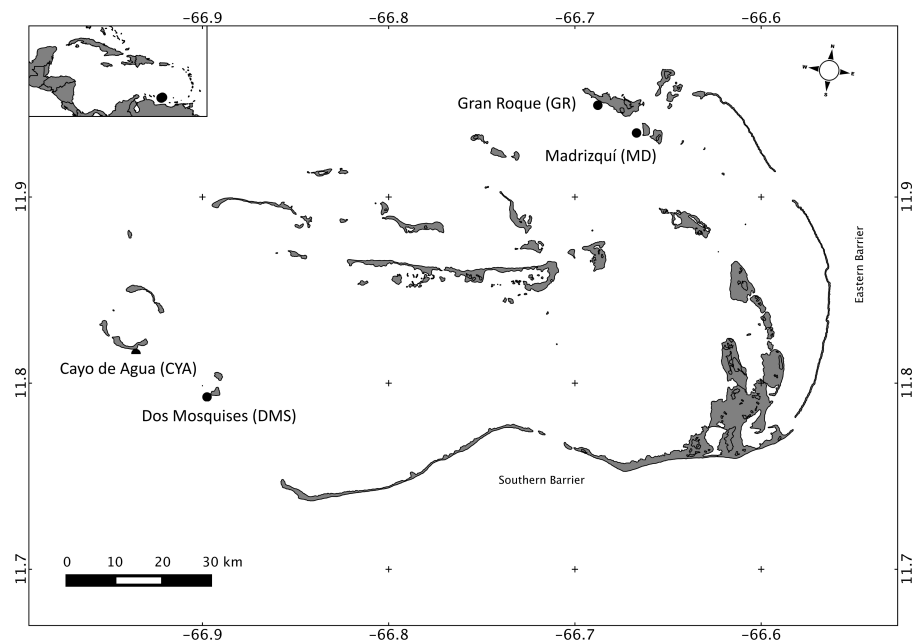 −66.9 −66.8 −66.7 −66.6
N
W E
S
Gran Roque (GR)
Madrizquí (MD)
11.9 11.9
Eastern Barrier
Cayo de Agua (CYA)
11.8 11.8
Dos Mosquises (DMS)
Southern Barrier
0 10 20 30 km
11.7 11.7
−66.9 −66.8 −66.7 −66.6